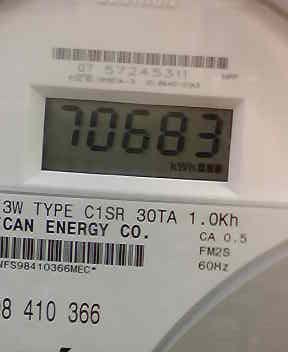 07 57245311
70683
kWh
3W TYPE C1SR 30TA 1.0Kh
CAN ENERGY CO.
CA 0.5
FM2S
NFS98410366MEC*
60Hz
8 410 366